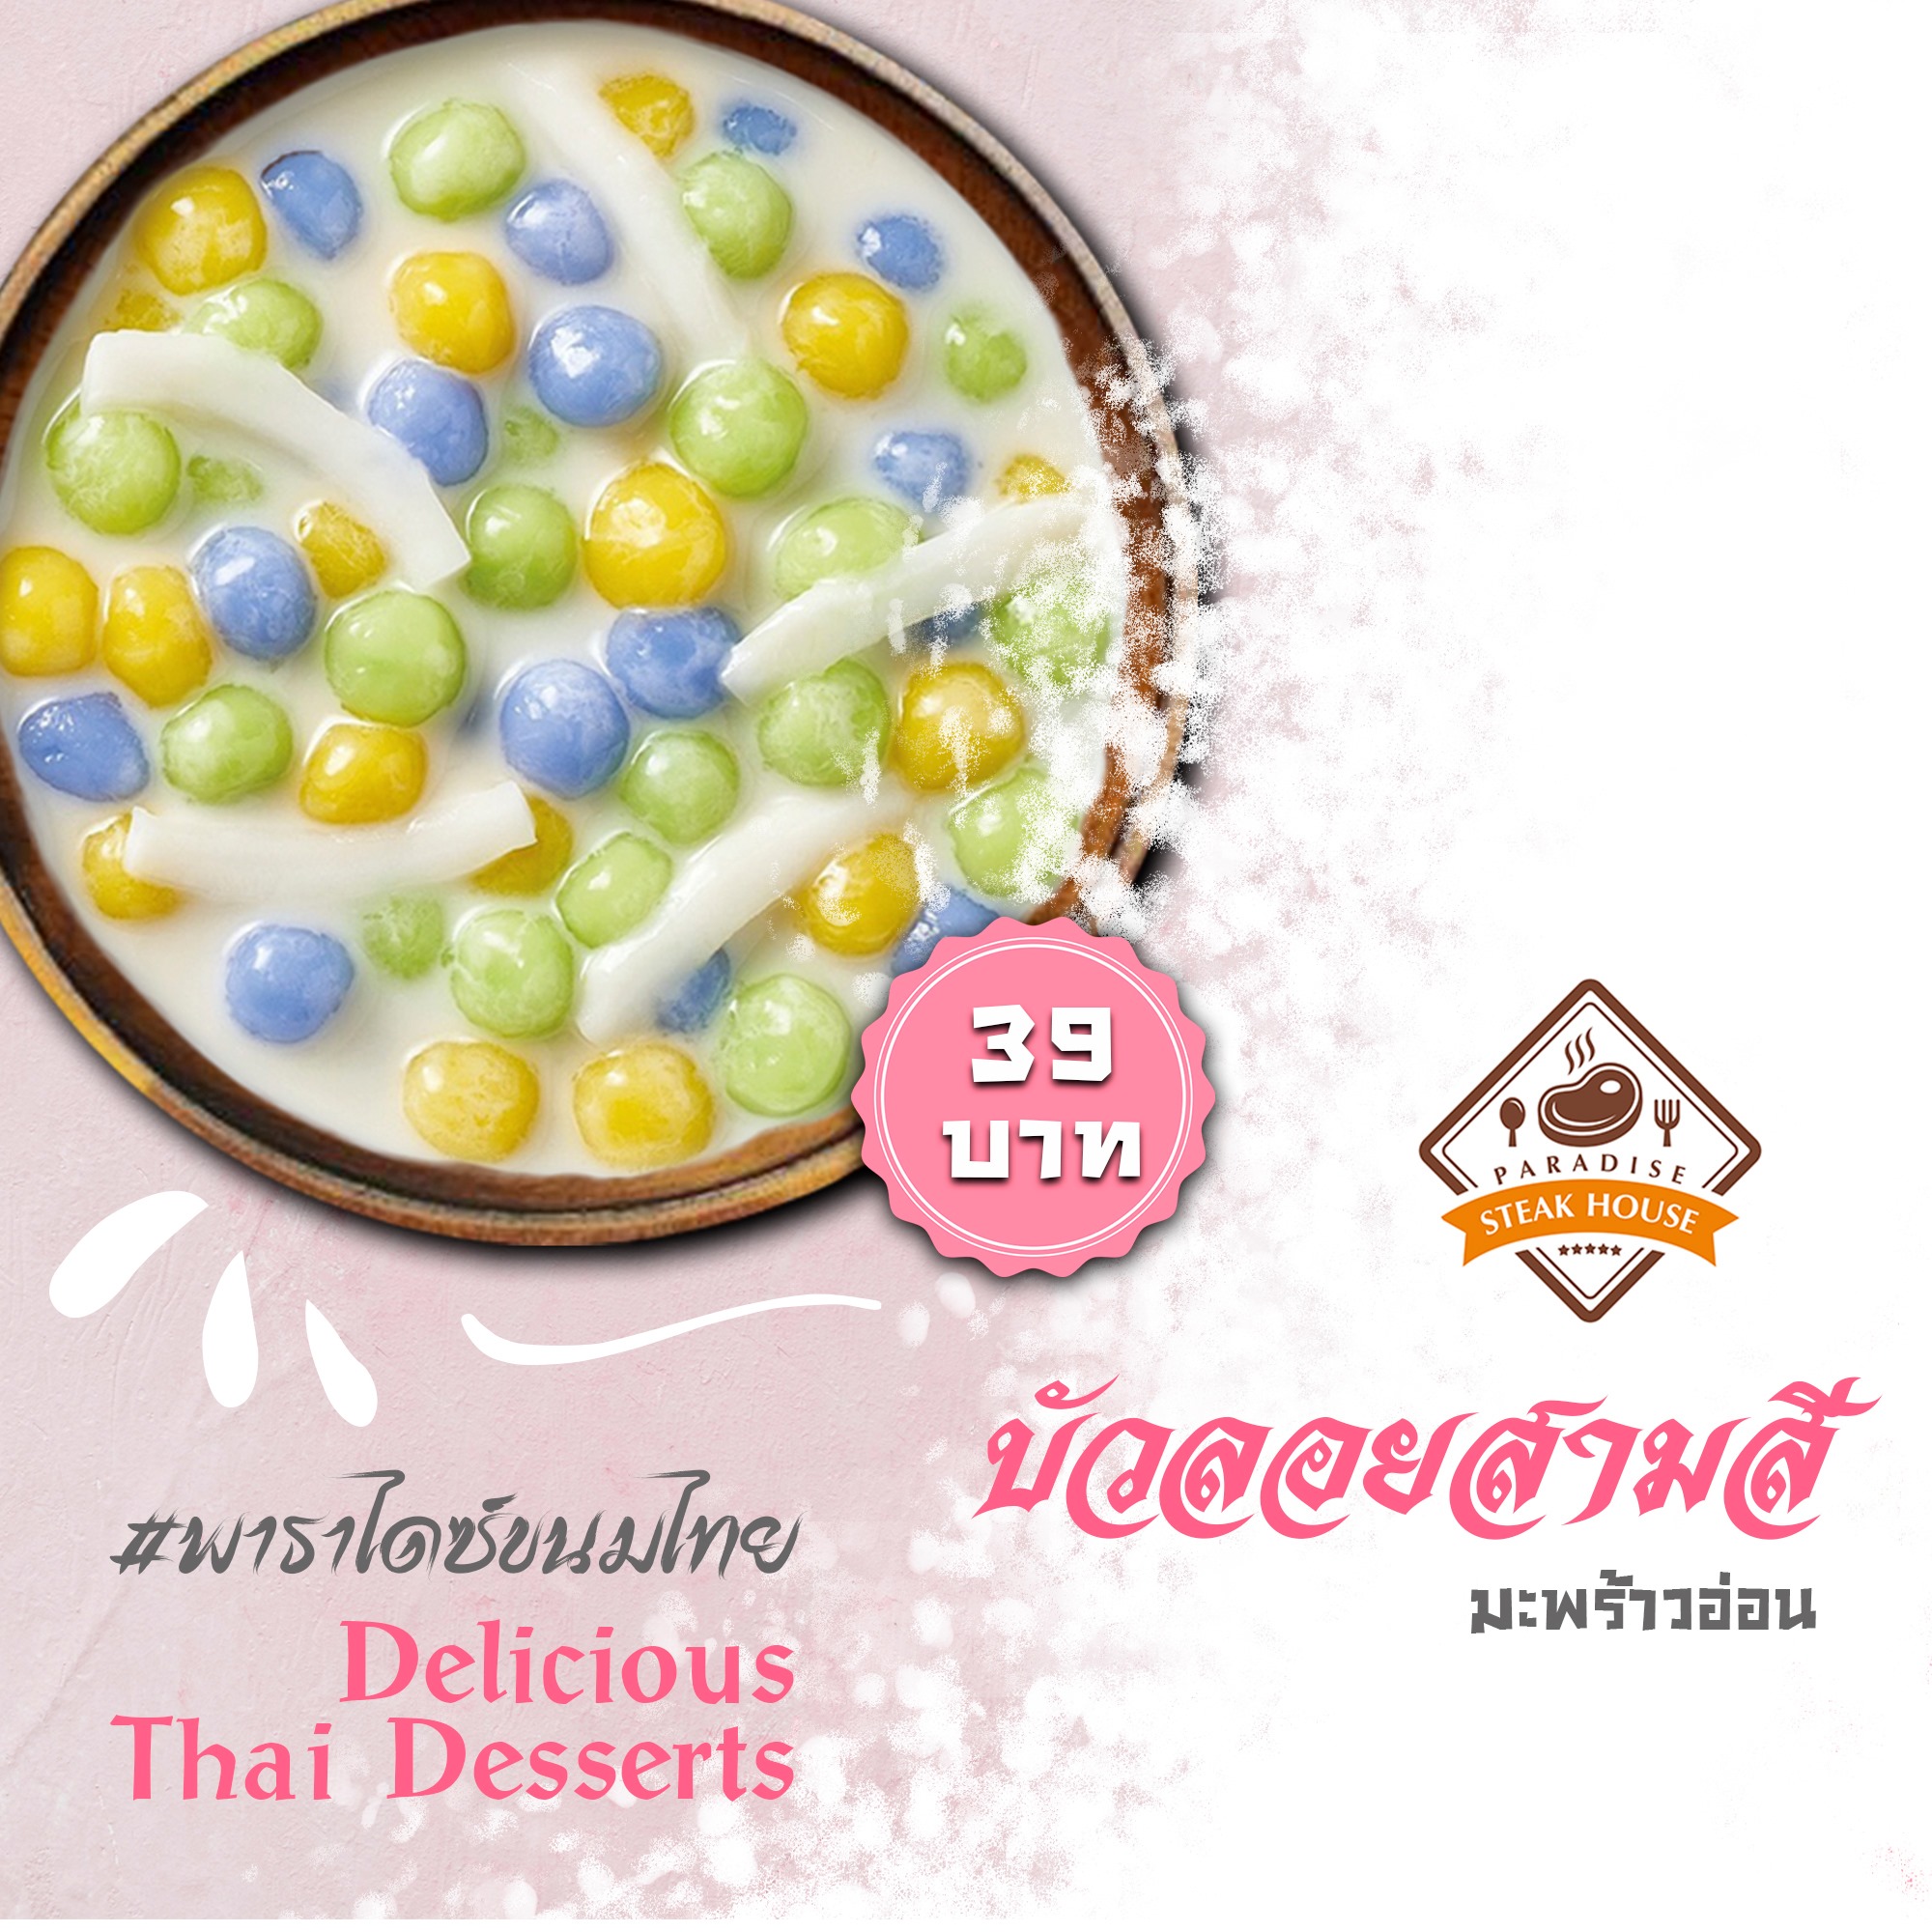 39
บาท
PARADISE
STEAK HOUSE
บัวลอยสามสี
มะพร้าวอ่อน
#พาราไดซ์ขนมไทย
Delicious
Thai Desserts